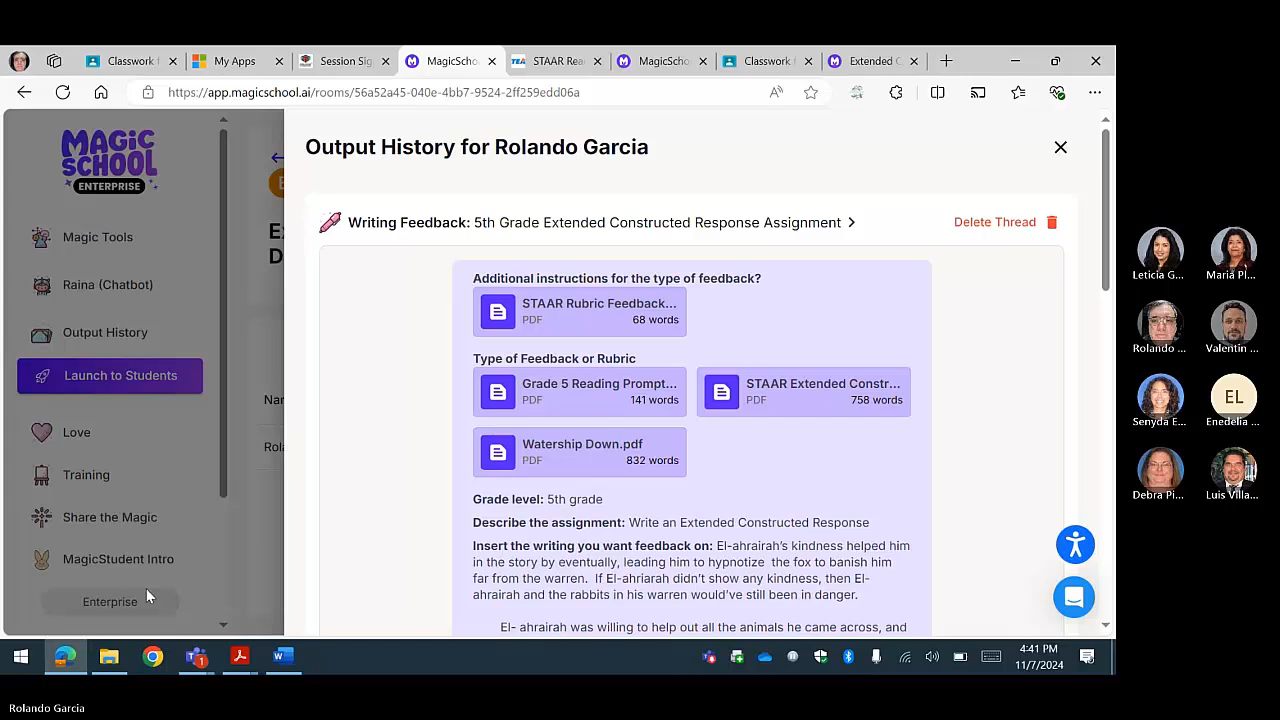 Classwork f
My Apps
Session Sig
MagicScho
STAAR Rea
MagicScho
Classwork
Extended C
https://app.magicschool.ai/rooms/56a52a45-040e-4bb7-9524-2ff259edd06a
MAGIC
SCHOOL
ENTERPRISE
Magic Tools
Raina (Chatbot)
Output History
Launch to Students
Love
Training
Share the Magic
MagicStudent Intro
Enterprise
E
D
Nar
Rola
Output History for Rolando Garcia
Writing Feedback: 5th Grade Extended Constructed Response Assignment
Delete Thread
Additional instructions for the type of feedback?
STAAR Rubric Feedback...
PDF 68 words
Type of Feedback or Rubric
Grade 5 Reading Prompt...
PDF 141 words
STAAR Extended Constr...
PDF 758 words
Watership Down.pdf
PDF 832 words
Grade level: 5th grade
Describe the assignment: Write an Extended Constructed Response
Insert the writing you want feedback on: El-ahrairah's kindness helped him
in the story by eventually, leading him to hypnotize the fox to banish him
far from the warren. If El-ahriarah didn't show any kindness, then El-
ahrairah and the rabbits in his warren would've still been in danger.
El- ahrairah was willing to help out all the animals he came across, and
Leticia G...
Maria Pl...
Rolando ...
Valentin ...
Senyda E...
EL
Enedelia ...
Debra Pi...
Luis Villa...
4:41 PM
11/7/2024
Rolando Garcia